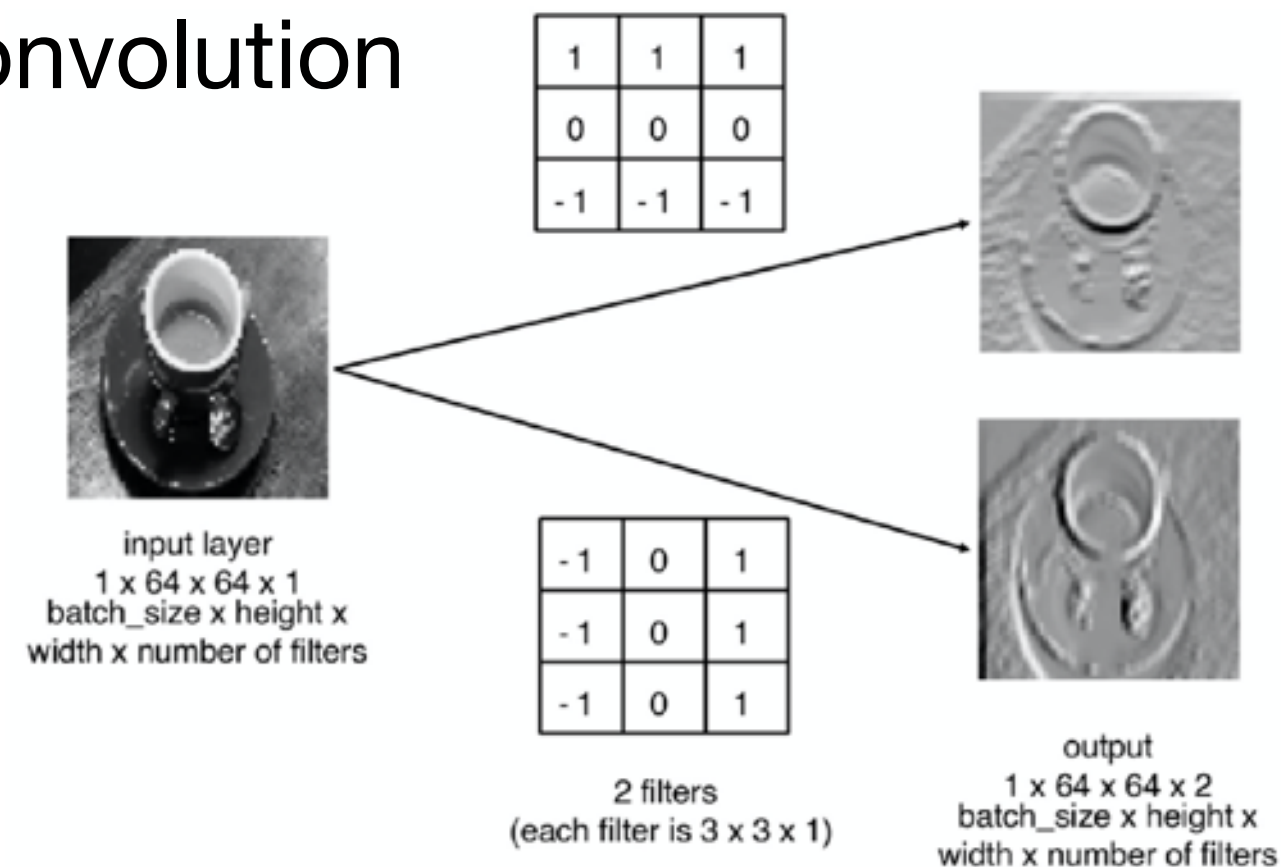 onvolution
1 1 1
0 0 0
-1 -1 -1
input layer
1 x 64 x 64 x 1
batch_size x height x
width x number of filters
-1 0 1
-1 0 1
-1 0 1
2 filters
(each filter is 3 x 3 x 1)
output
1 x 64 x 64 x 2
batch_size x height x
width x number of filters